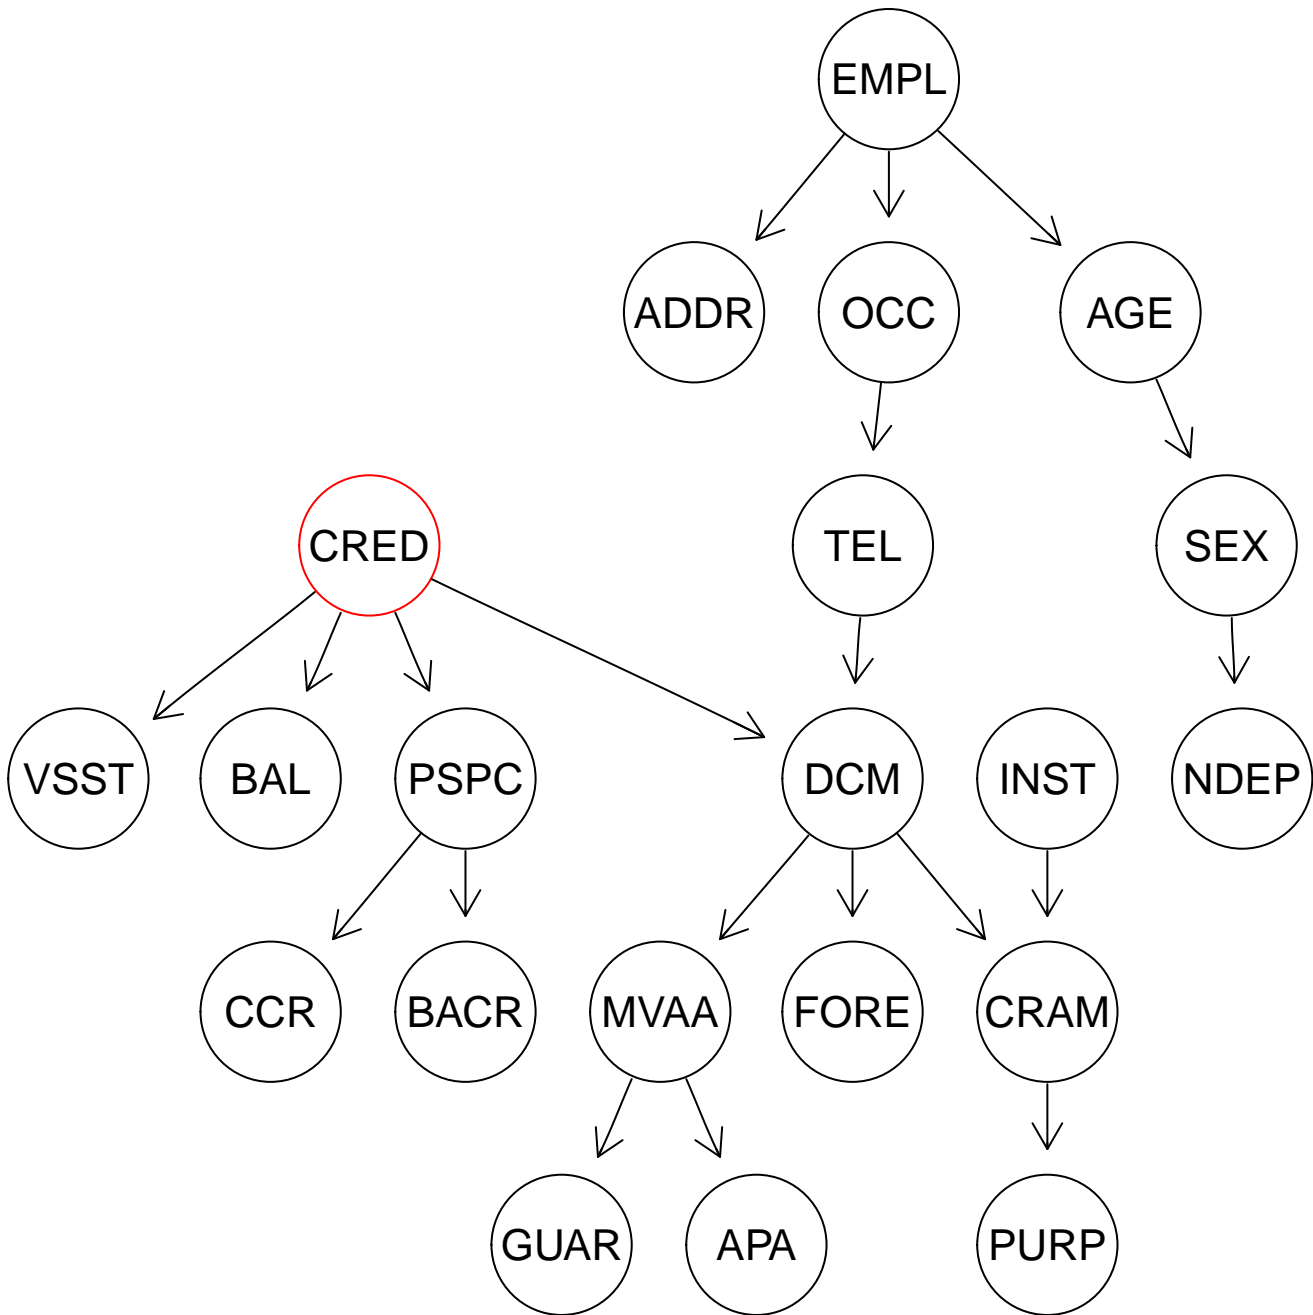 EMPL
ADDR
OCC
AGE
CRED
TEL
SEX
VSST
BAL
PSPC
DCM
INST
NDEP
CCR
BACR
MVAA
FORE
CRAM
GUAR
APA
PURP